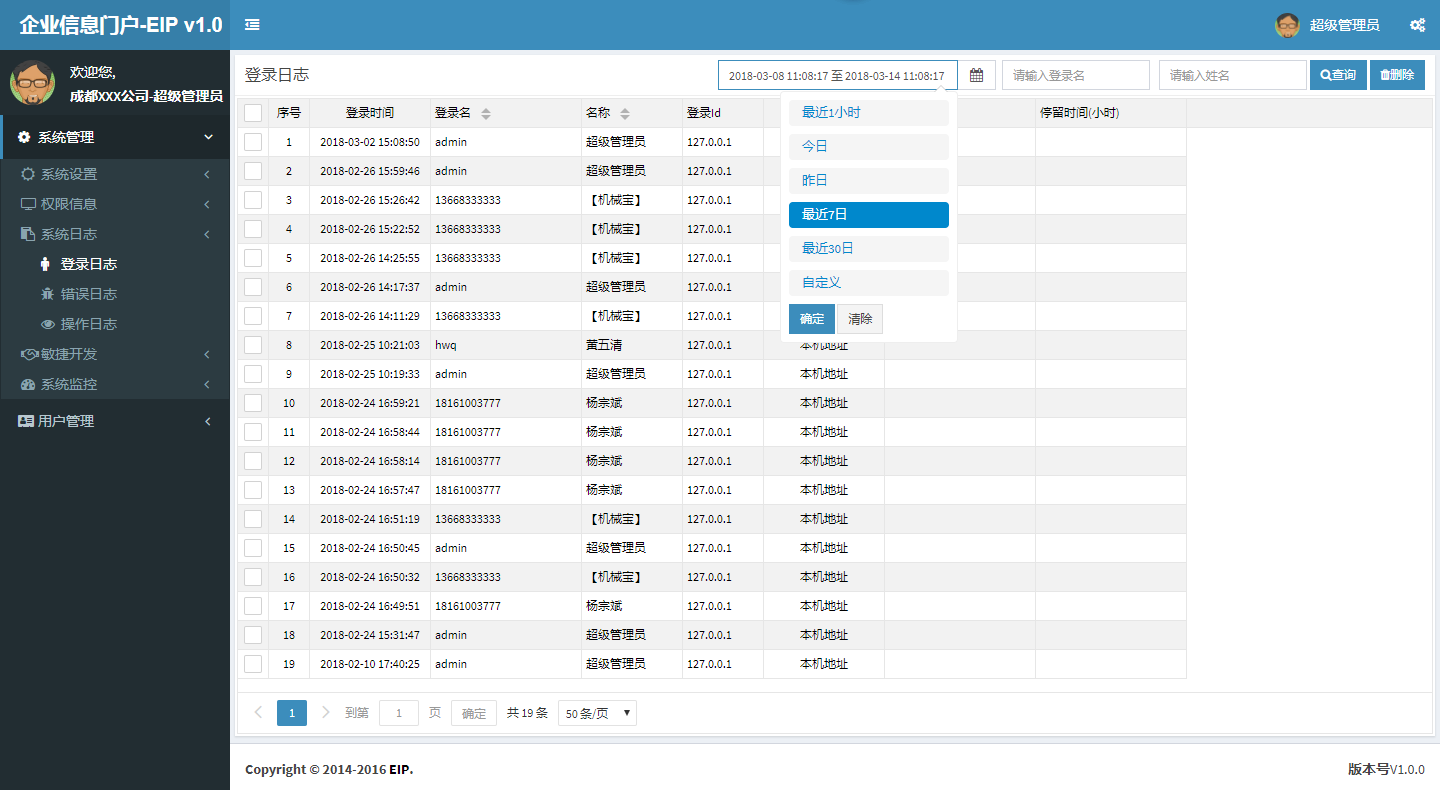 企业信息门户-EIP v1.0
超级管理员
欢迎您,
成都XXX公司-超级管理员
系统管理
系统设置
权限信息
系统日志
登录日志
错误日志
操作日志
敏捷开发
系统监控
用户管理
登录日志
2018-03-08 11:08:17 至 2018-03-14 11:08:17
请输入登录名
请输入姓名
查询
删除
最近1小时
今日
昨日
最近7日
最近30日
自定义
确定 清除
序号 登录时间 登录名 名称 登录Id 停留时间(小时)
1 2018-03-02 15:08:50 admin 超级管理员 127.0.0.1
2 2018-02-26 15:59:46 admin 超级管理员 127.0.0.1
3 2018-02-26 15:26:42 13668333333 【机械宝】 127.0.0.1
4 2018-02-26 15:22:52 13668333333 【机械宝】 127.0.0.1
5 2018-02-26 14:25:55 13668333333 【机械宝】 127.0.0.1
6 2018-02-26 14:17:37 admin 超级管理员 127.0.0.1
7 2018-02-26 14:11:29 13668333333 【机械宝】 127.0.0.1
8 2018-02-25 10:21:03 hwq 黄五清 127.0.0.1 本机地址
9 2018-02-25 10:19:33 admin 超级管理员 127.0.0.1 本机地址
10 2018-02-24 16:59:21 18161003777 杨宗斌 127.0.0.1 本机地址
11 2018-02-24 16:58:44 18161003777 杨宗斌 127.0.0.1 本机地址
12 2018-02-24 16:58:14 18161003777 杨宗斌 127.0.0.1 本机地址
13 2018-02-24 16:57:47 18161003777 杨宗斌 127.0.0.1 本机地址
14 2018-02-24 16:51:19 13668333333 【机械宝】 127.0.0.1 本机地址
15 2018-02-24 16:50:45 admin 超级管理员 127.0.0.1 本机地址
16 2018-02-24 16:50:32 13668333333 【机械宝】 127.0.0.1 本机地址
17 2018-02-24 16:49:51 18161003777 杨宗斌 127.0.0.1 本机地址
18 2018-02-24 15:31:47 admin 超级管理员 127.0.0.1 本机地址
19 2018-02-10 17:40:25 admin 超级管理员 127.0.0.1 本机地址
1 到第 1 页 确定 共 19 条 50 条/页
Copyright © 2014-2016 EIP.
版本号V1.0.0